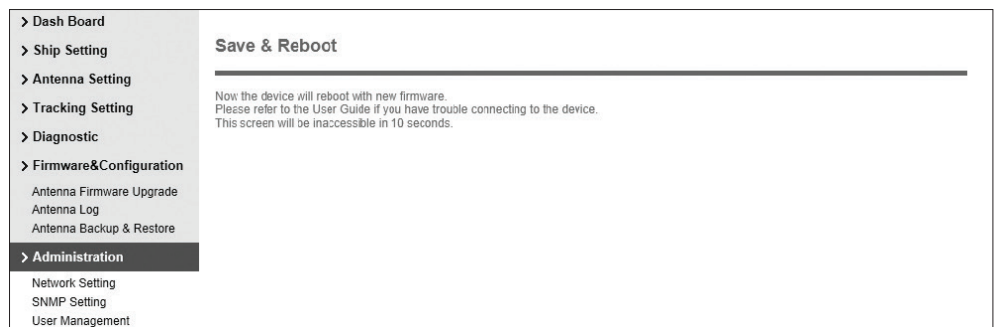 > Dash Board
> Ship Setting
> Antenna Setting
> Tracking Setting
> Diagnostic
> Firmware&Configuration
Antenna Firmware Upgrade
Antenna Log
Antenna Backup & Restore
> Administration
Network Setting
SNMP Setting
User Management
Save & Reboot
Now the device will reboot with new firmware.
Please refer to the User Guide if you have trouble connecting to the device.
This screen will be inaccessible in 10 seconds.